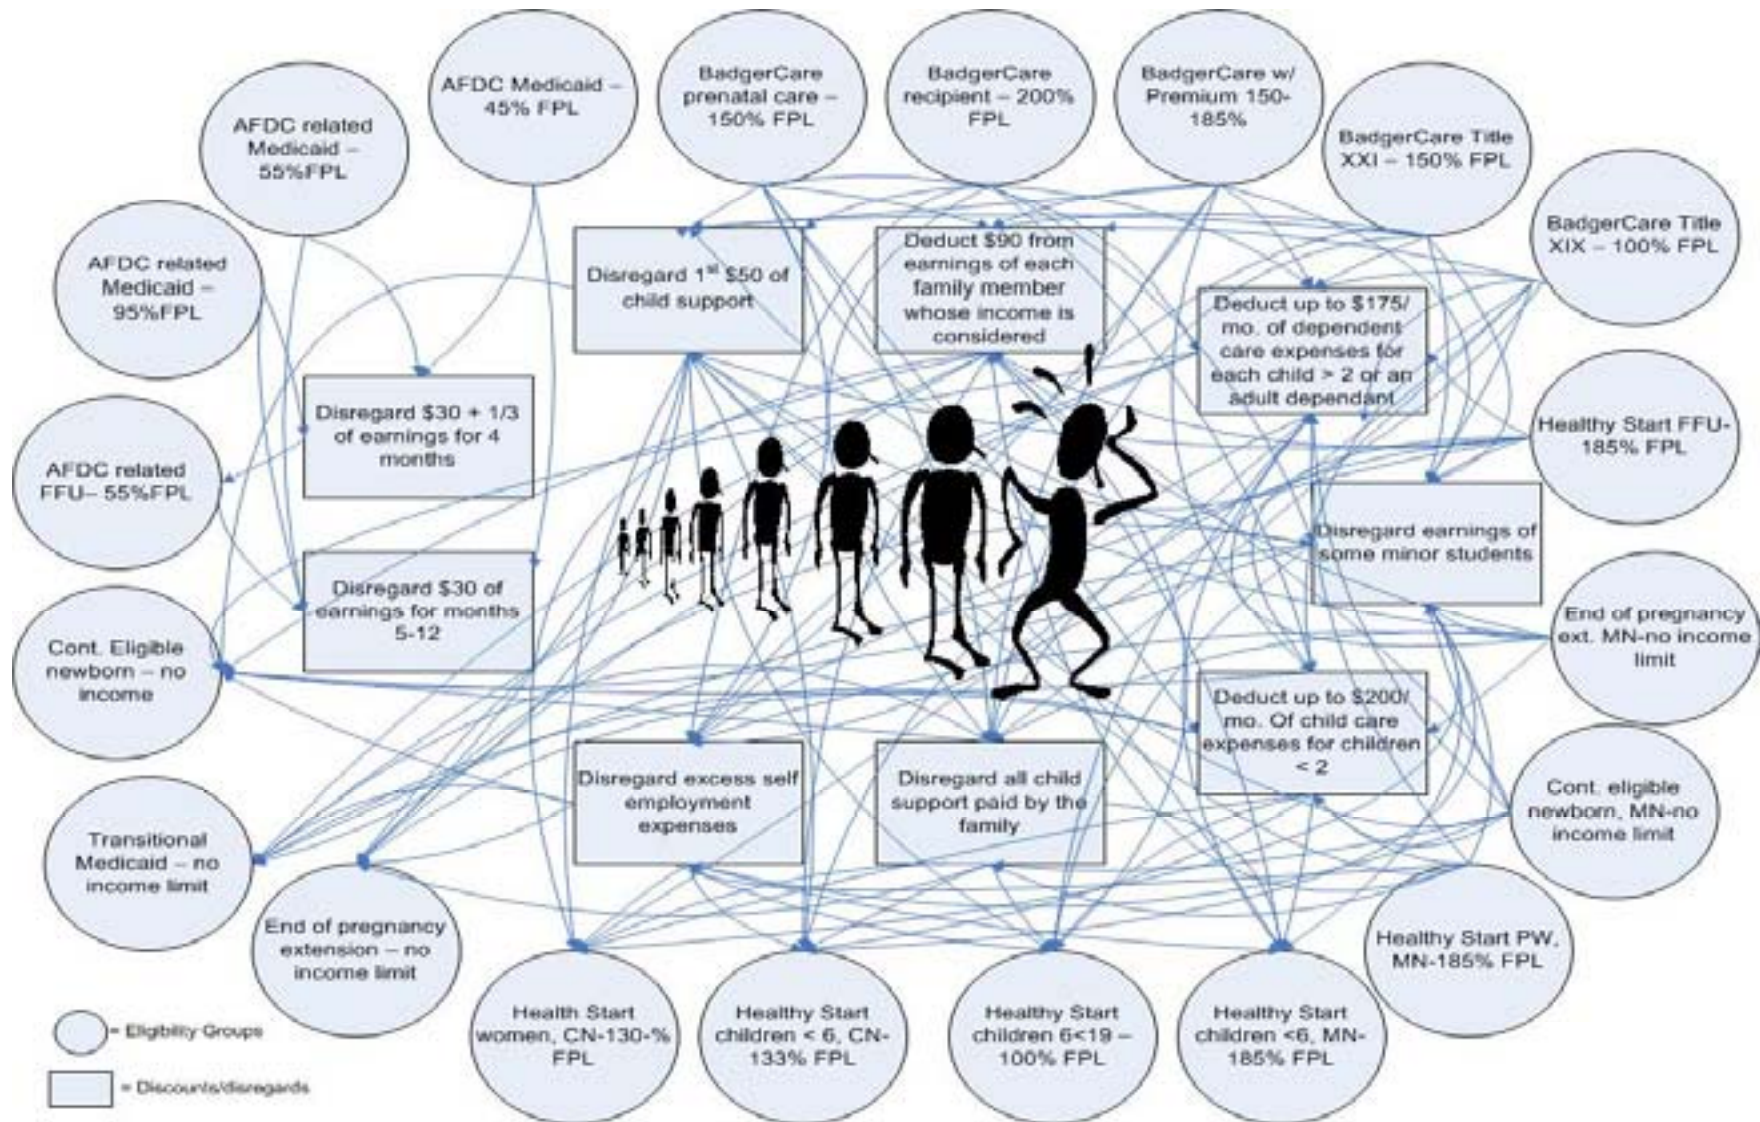 AFDC Medicaid –
45% FPL
BadgerCare
prenatal care –
150% FPL
BadgerCare
recipient – 200%
FPL
BadgerCare w/
Premium 150-
185%
BadgerCare Title
XXI – 150% FPL
AFDC related
Medicaid –
55%FPL
BadgerCare Title
XIX – 100% FPL
AFDC related
Medicaid –
95%FPL
Disregard 1st $50 of
child support
Deduct $90 from
earnings of each
family member
whose income is
considered
Deduct up to $175/
mo. of dependent
care expenses for
each child > 2 or an
adult dependant
Disregard $30 + 1/3
of earnings for 4
months
Healthy Start FFU-
185% FPL
AFDC related
FFU– 55%FPL
Disregard earnings of
some minor students
Disregard $30 of
earnings for months
5-12
End of pregnancy
ext. MN-no income
limit
Cont. Eligible
newborn – no
income
Deduct up to $200/
mo. Of child care
expenses for children
< 2
Disregard excess self
employment
expenses
Disregard all child
support paid by the
family
Cont. eligible
newborn, MN-no
income limit
Transitional
Medicaid – no
income limit
End of pregnancy
extension – no
income limit
Healthy Start PW,
MN-185% FPL
Health Start
women, CN-130-%
FPL
Healthy Start
children < 6, CN-
133% FPL
Healthy Start
children 6<19 –
100% FPL
Healthy Start
children <6, MN-
185% FPL
= Eligibility Groups
= Discounts/disregards